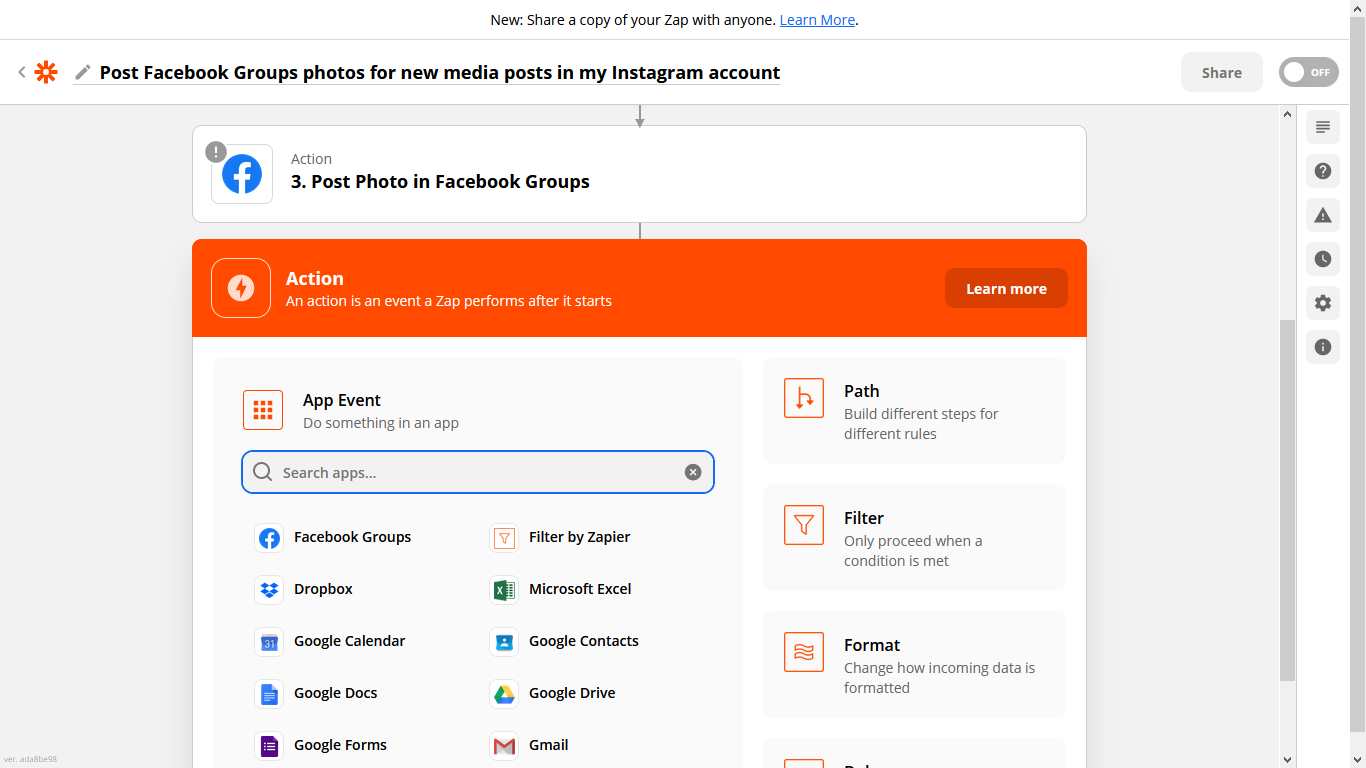 New: Share a copy of your Zap with anyone. Learn More.
Post Facebook Groups photos for new media posts in my Instagram account
Share
OFF
Action
3. Post Photo in Facebook Groups
Action
An action is an event a Zap performs after it starts
Learn more
App Event
Do something in an app
Search apps...
Facebook Groups
Filter by Zapier
Dropbox
Microsoft Excel
31
Google Calendar
Google Contacts
Google Docs
Google Drive
Google Forms
Gmail
Path
Build different steps for
different rules
Filter
Only proceed when a
condition is met
Format
Change how incoming data is
formatted
ver. ada8be98